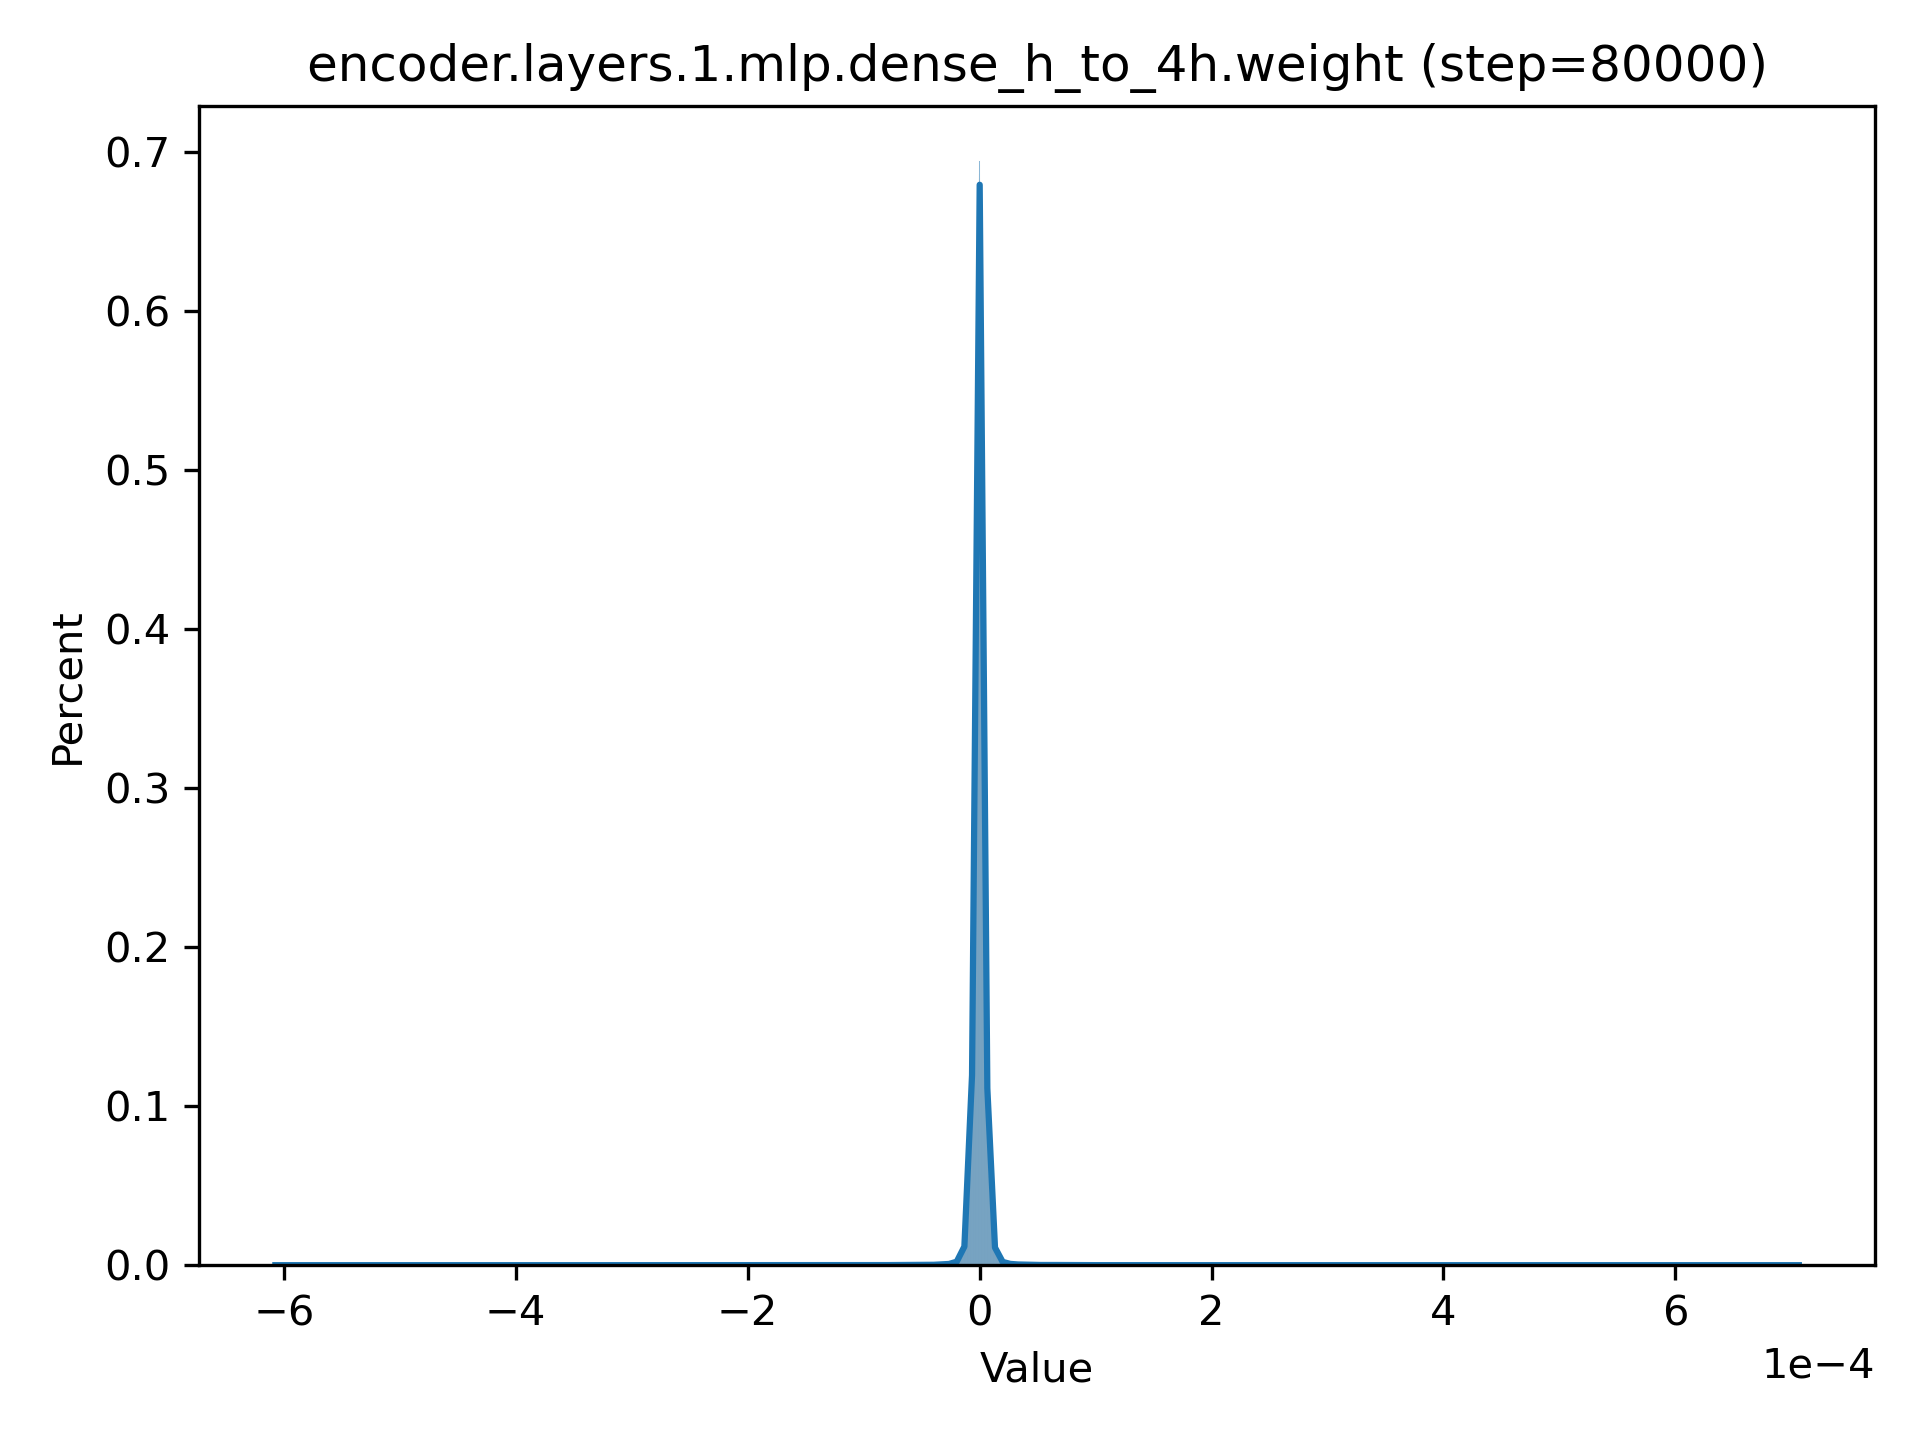 encoder.layers.1.mlp.dense_h_to_4h.weight (step=80000)
0.7
0.6
0.5
0.4
0.3
0.2
0.1
0.0
Percent
−6 −4 −2 0 2 4 6
Value
1e−4